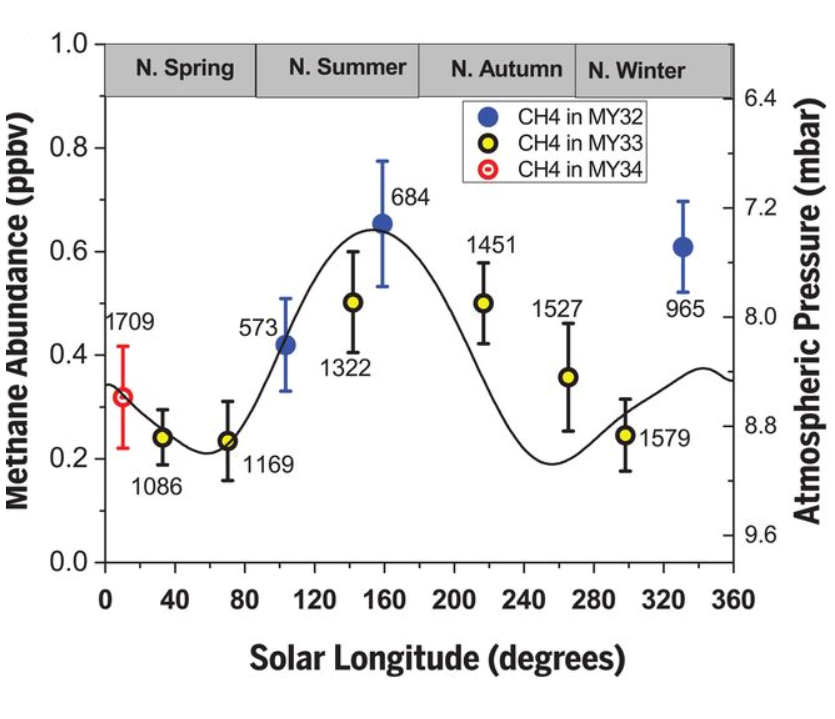 N. Spring
N. Summer
N. Autumn
N. Winter
CH4 in MY32
CH4 in MY33
CH4 in MY34
Methane Abundance (ppbv)
1.0
0.8
0.6
0.4
0.2
0.0
1709
1086
1169
573
1322
684
1451
1527
1579
965
6.4
7.2
8.0
8.8
9.6
Atmospheric Pressure (mbar)
0 40 80 120 160 200 240 280 320 360
Solar Longitude (degrees)